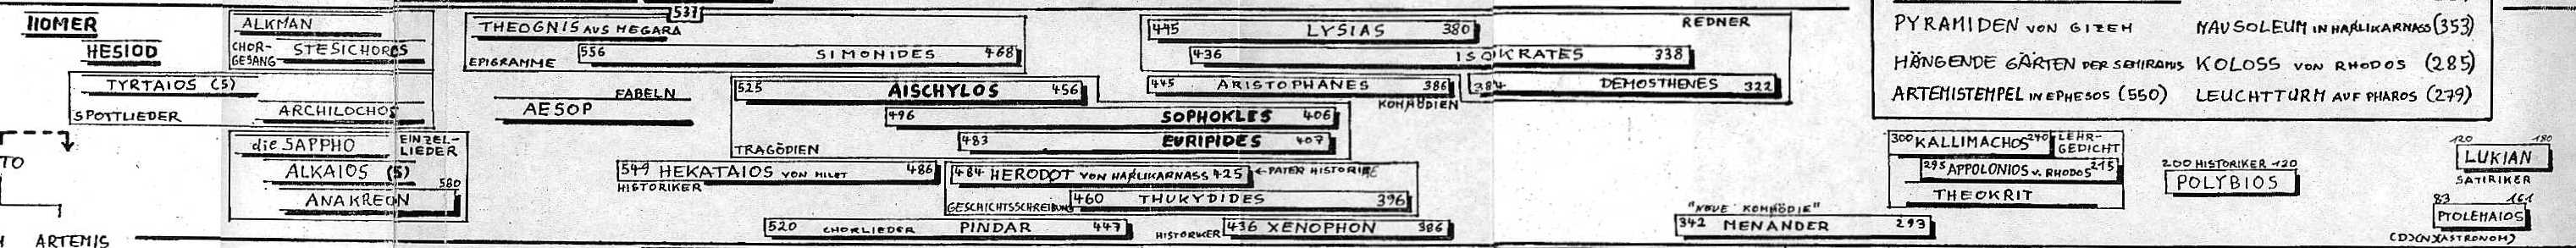 HOMER
HESIOD
TYRTAIOS (S)
ARCHILOCHOS
SPOTTLIEDER
TO
ARTEMIS
ALKMAN
CHOR-
GESANG
STESICHOROS
die SAPPHO
EINZEL-
LIEDER
ALKAIOS (S)
580
ANAKREON
537
THEOGNIS AUS MEGARA
556 SIMONIDES 468
EPIGRAMME
FABELN
AESOP
525 AISCHYLOS 456
496 SOPHOKLES 406
483 EURIPIDES 407
TRAGÖDIEN
549 HEKATAIOS VON MILET 486
HISTORIKER
484 HERODOT VON HARLIKARNASS 425 ←PATER HISTORIAE
460 THUKYDIDES 396
GESCHICHTSSCHREIBUNG
520 CHORLIEDER PINDAR 447
HISTORIKER 436 XENOPHON 386
445 LYSIAS 380
REDNER
436 ISOKRATES 338
445 ARISTOPHANES 386
KOMÖDIEN
384 DEMOSTHENES 322
"NEUE KOMÖDIE"
342 MENANDER 293
PYRAMIDEN VON GIZEH
MAUSOLEUM IN HARLIKARNASS (353)
HÄNGENDE GÄRTEN DER SEMIRAMIS
KOLOSS VON RHODOS (285)
ARTEMISTEMPEL IN EPHESOS (550)
LEUCHTTURM AUF PHAROS (279)
300 KALLIMACHOS 240
LEHR-
GEDICHT
295 APPOLONIOS v. RHODOS 215
THEOKRIT
200 HISTORIKER 120
POLYBIOS
120 180
LUKIAN
SATIRIKER
83 161
PTOLEMAIOS
(D)(N)(ASTRONOM)